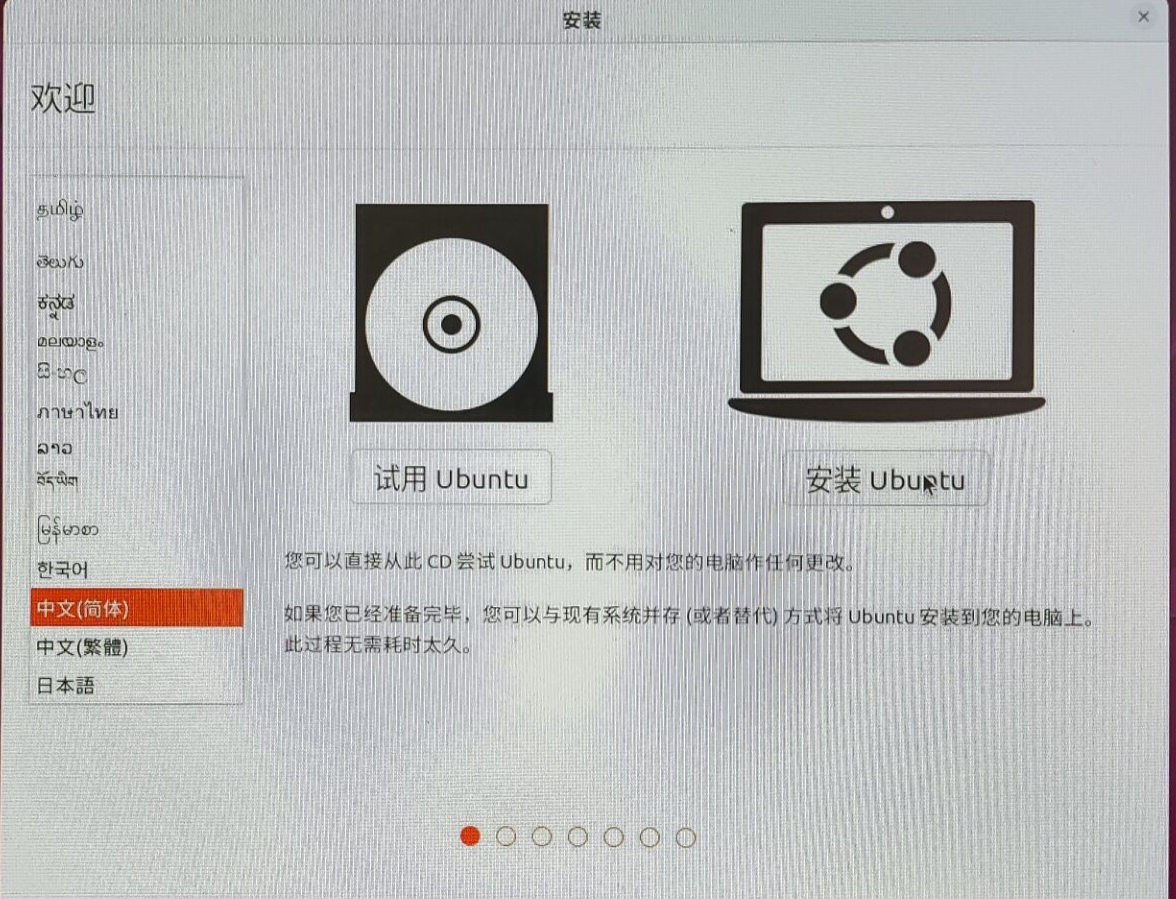 安装
欢迎
தமிழ்
తెలుగు
ಕನ್ನಡ
മലയാളം
සිංහල
ภาษาไทย
ລາວ
བོད་ཡིག
မြန်မာစာ
한국어
中文(简体)
中文(繁體)
日本語
试用 Ubuntu
安装 Ubuntu
您可以直接从此 CD 尝试 Ubuntu，而不用对您的电脑作任何更改。
如果您已经准备完毕，您可以与现有系统并存 (或者替代) 方式将 Ubuntu 安装到您的电脑上。
此过程无需耗时太久。